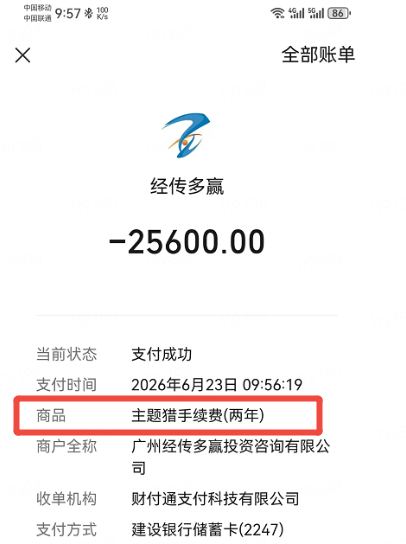 中国移动
中国联通 9:57 100 K/s 4G 5G 86
全部账单
经传多赢
-25600.00
当前状态 支付成功
支付时间 2026年6月23日 09:56:19
商品 主题猎手续费(两年)
商户全称 广州经传多赢投资咨询有限公
司
收单机构 财付通支付科技有限公司
支付方式 建设银行储蓄卡(2247)